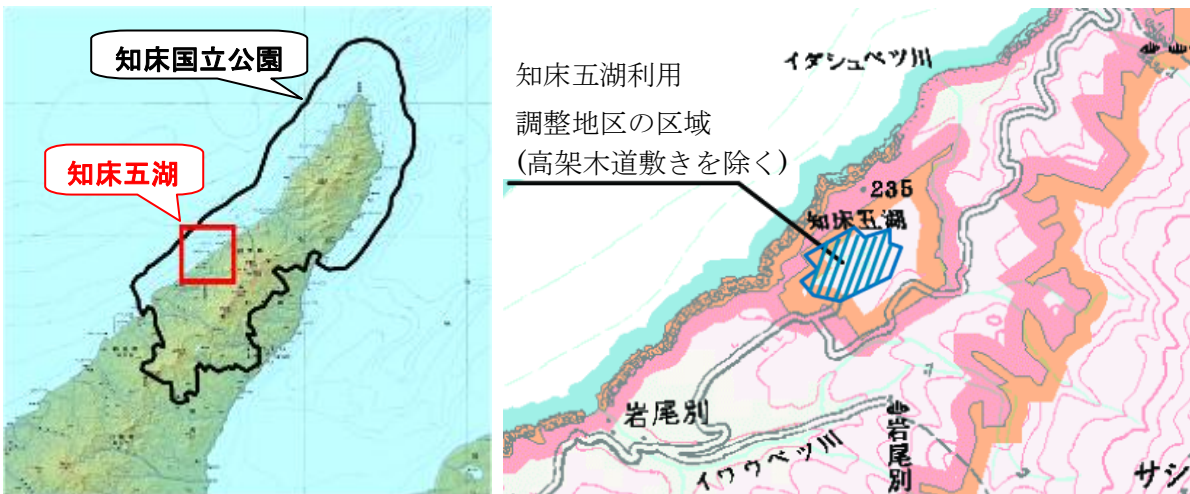 知床国立公園
知床五湖
知床五湖利用
調整地区の区域
(高架木道敷きを除く)
イダシュベツ川
235
知床五湖
岩尾別
イワウベツ川
岩尾別
サシ